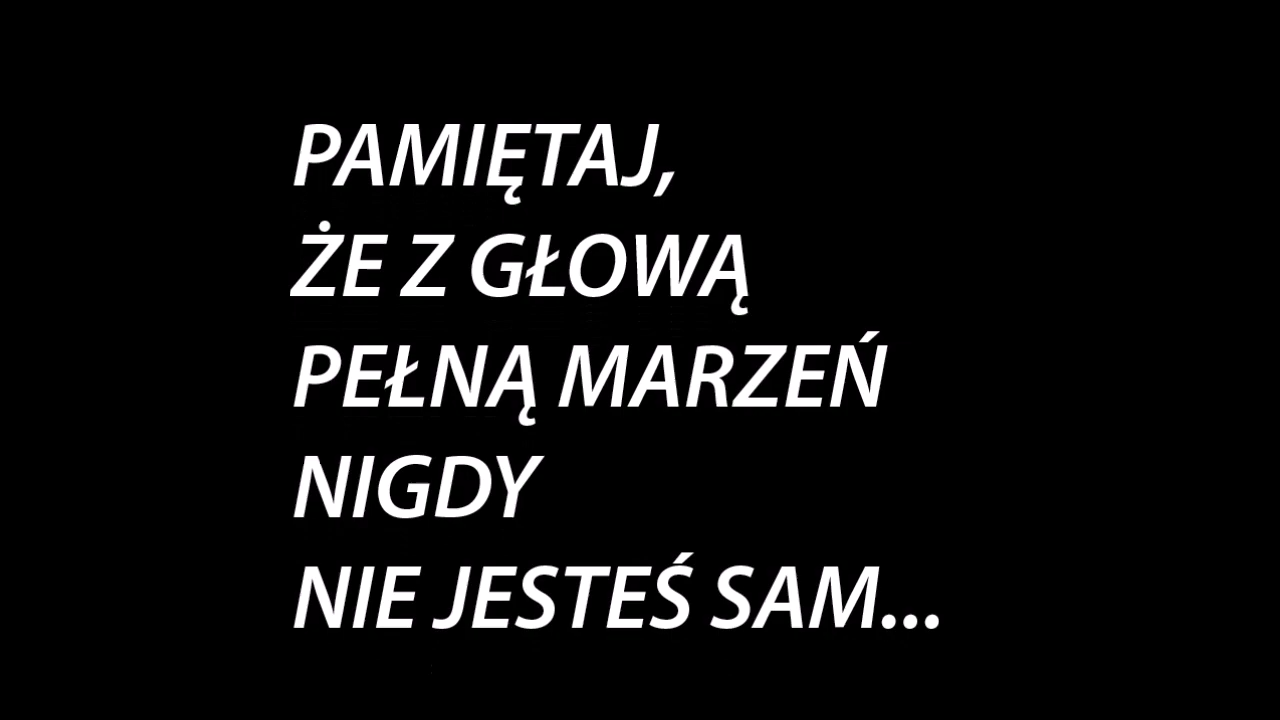 PAMIĘTAJ,
ŻE Z GŁOWĄ
PEŁNĄ MARZEŃ
NIGDY
NIE JESTEŚ SAM...